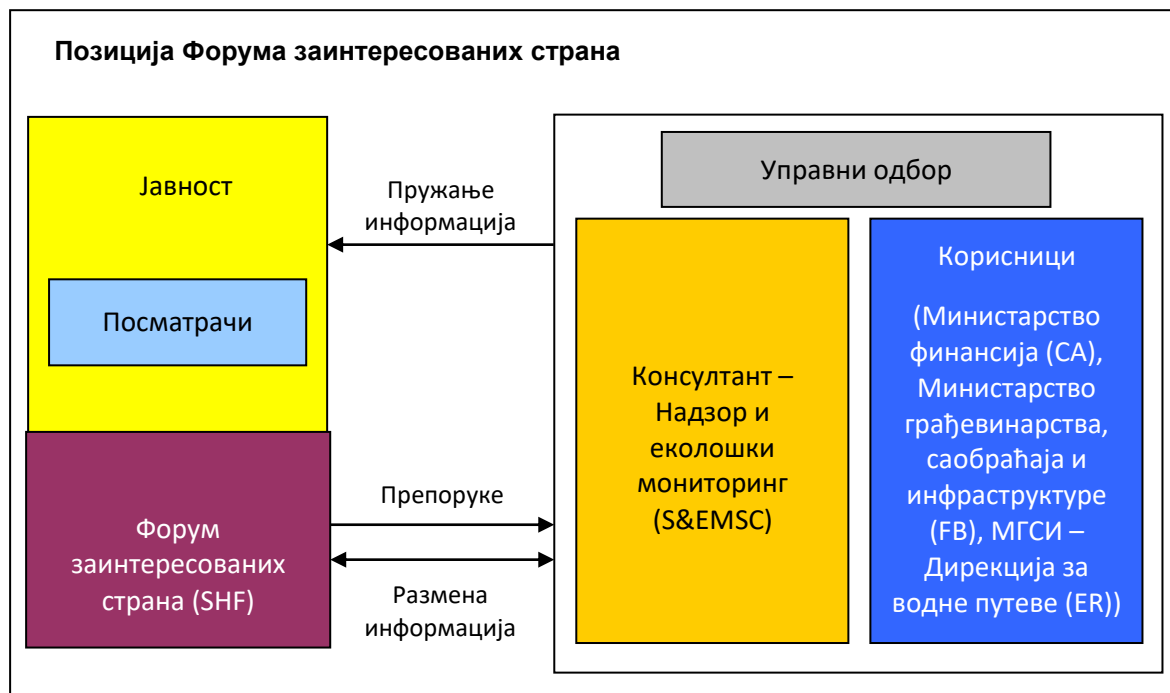 Позиција Форума заинтересованих страна
Јавност
Посматрачи
Форум
заинтересованих
страна (SHF)
Пружање
информација
Препоруке
Размена
информација
Управни одбор
Консултант –
Надзор и
еколошки
мониторинг
(S&EMSC)
Корисници
(Министарство
финансија (CA),
Министарство
грађевинарства,
саобраћаја и
инфраструктуре
(FB), МГСИ –
Дирекција за
водне путеве (ER))